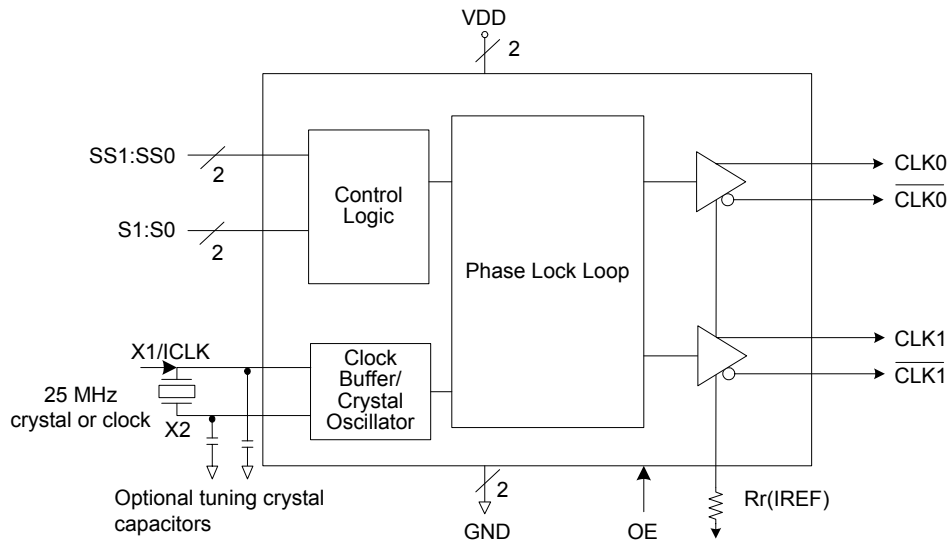 VDD
2
SS1:SS0
2
S1:S0
2
Control
Logic
Phase Lock Loop
CLK0
CLK0
X1/ICLK
25 MHz
crystal or clock
X2
Clock
Buffer/
Crystal
Oscillator
CLK1
CLK1
Optional tuning crystal
capacitors
2
GND
OE
Rr(IREF)